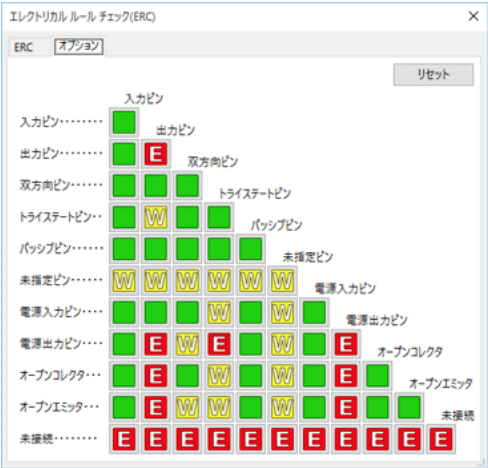 エレクトリカル ルール チェック(ERC)
ERC オプション
リセット
入力ピン
入力ピン········
出力ピン
出力ピン········ E
双方向ピン
双方向ピン······
トライステートピン
トライステートピン·· W
パッシブピン
パッシブピン······
未指定ピン
未指定ピン····· W W W W W W
電源入力ピン
電源入力ピン···· W W
電源出力ピン
電源出力ピン···· E W E W E
オープンコレクタ
オープンコレクタ··· E W W E
オープンエミッタ
オープンエミッタ··· E W W W E
未接続
未接続········ E E E E E E E E E E E